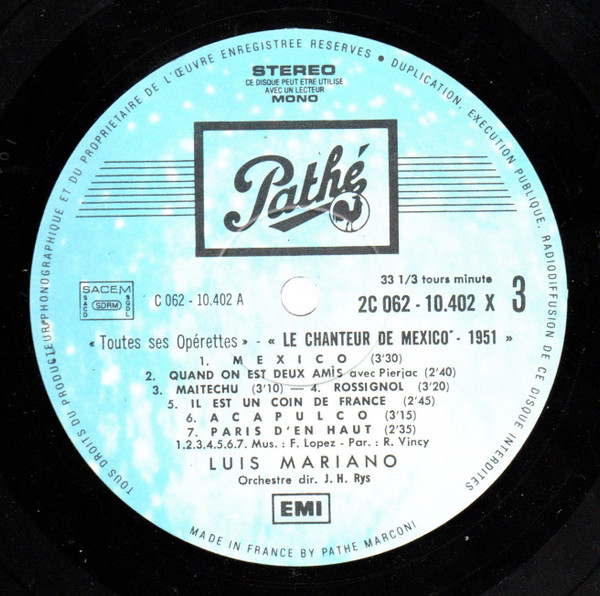 TOUS DROITS DU PRODUCTEUR PHONOGRAPHIQUE ET DU PROPRIETAIRE DE L'ŒUVRE ENREGISTREE RESERVES • DUPLICATION, EXECUTION PUBLIQUE, RADIODIFFUSION DE CE DISQUE INTERDITES
STEREO
CE DISQUE PEUT ETRE UTILISE
AVEC UN LECTEUR
MONO
Pathé
SACEM
SACD SDRM SGDL
C 062 - 10.402 A
33 1/3 tours minute
2C 062 - 10.402 X 3
« Toutes ses Opérettes » - « LE CHANTEUR DE MEXICO" - 1951 »
1. MEXICO (3'30)
2. QUAND ON EST DEUX AMIS avec Pierjac (2'40)
3. MAITECHU (3'10) — 4. ROSSIGNOL (3'20)
5. IL EST UN COIN DE FRANCE (2'45)
6. ACAPULCO (3'15)
7. PARIS D'EN HAUT (2'35)
1.2.3.4.5.6.7. Mus. : F. Lopez - Par. : R. Vincy
LUIS MARIANO
Orchestre dir. J. H. Rys
EMI
MADE IN FRANCE BY PATHE MARCONI